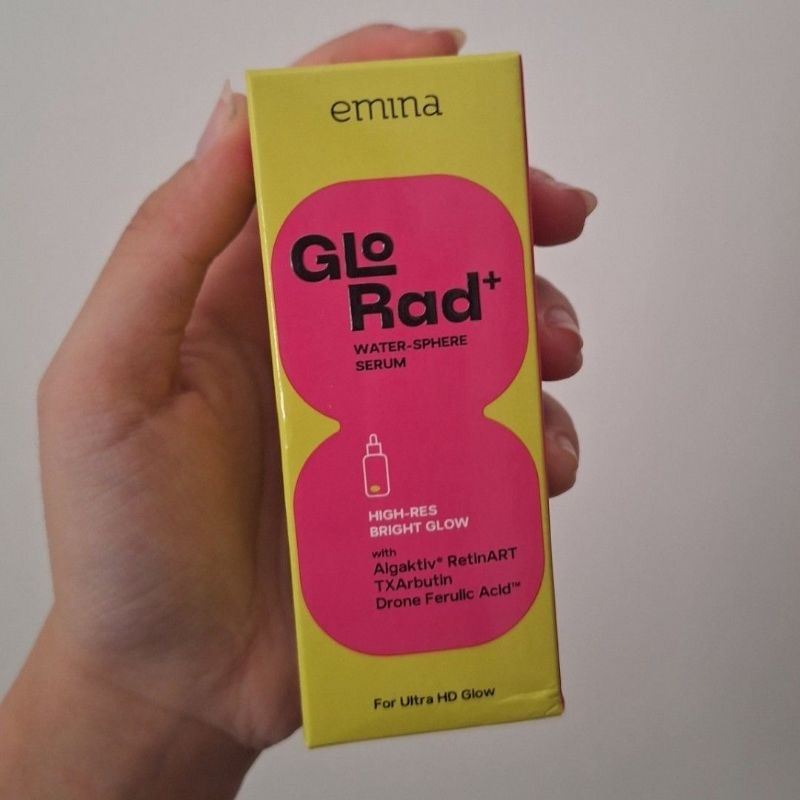 emina
GLo
Rad+
WATER-SPHERE
SERUM
HIGH-RES
BRIGHT GLOW
with
Algaktiv® RetinART
TXArbutin
Drone Ferulic Acid™
For Ultra HD Glow